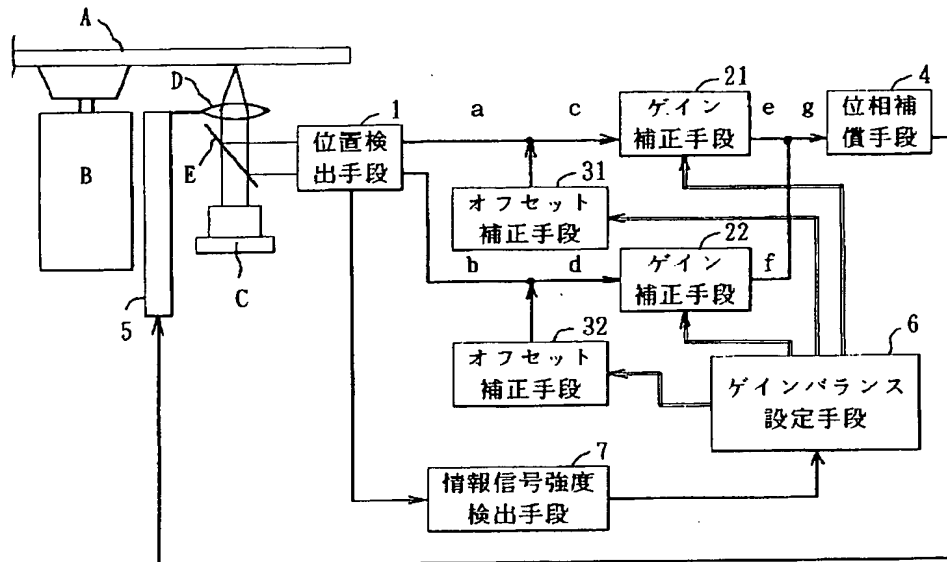 A
D
B
E
C
5
1
位置検
出手段
a
c
21
ゲイン
補正手段
e
g
4
位相補
償手段
31
オフセット
補正手段
b
d
22
ゲイン
補正手段
f
32
オフセット
補正手段
6
ゲインバランス
設定手段
7
情報信号強度
検出手段